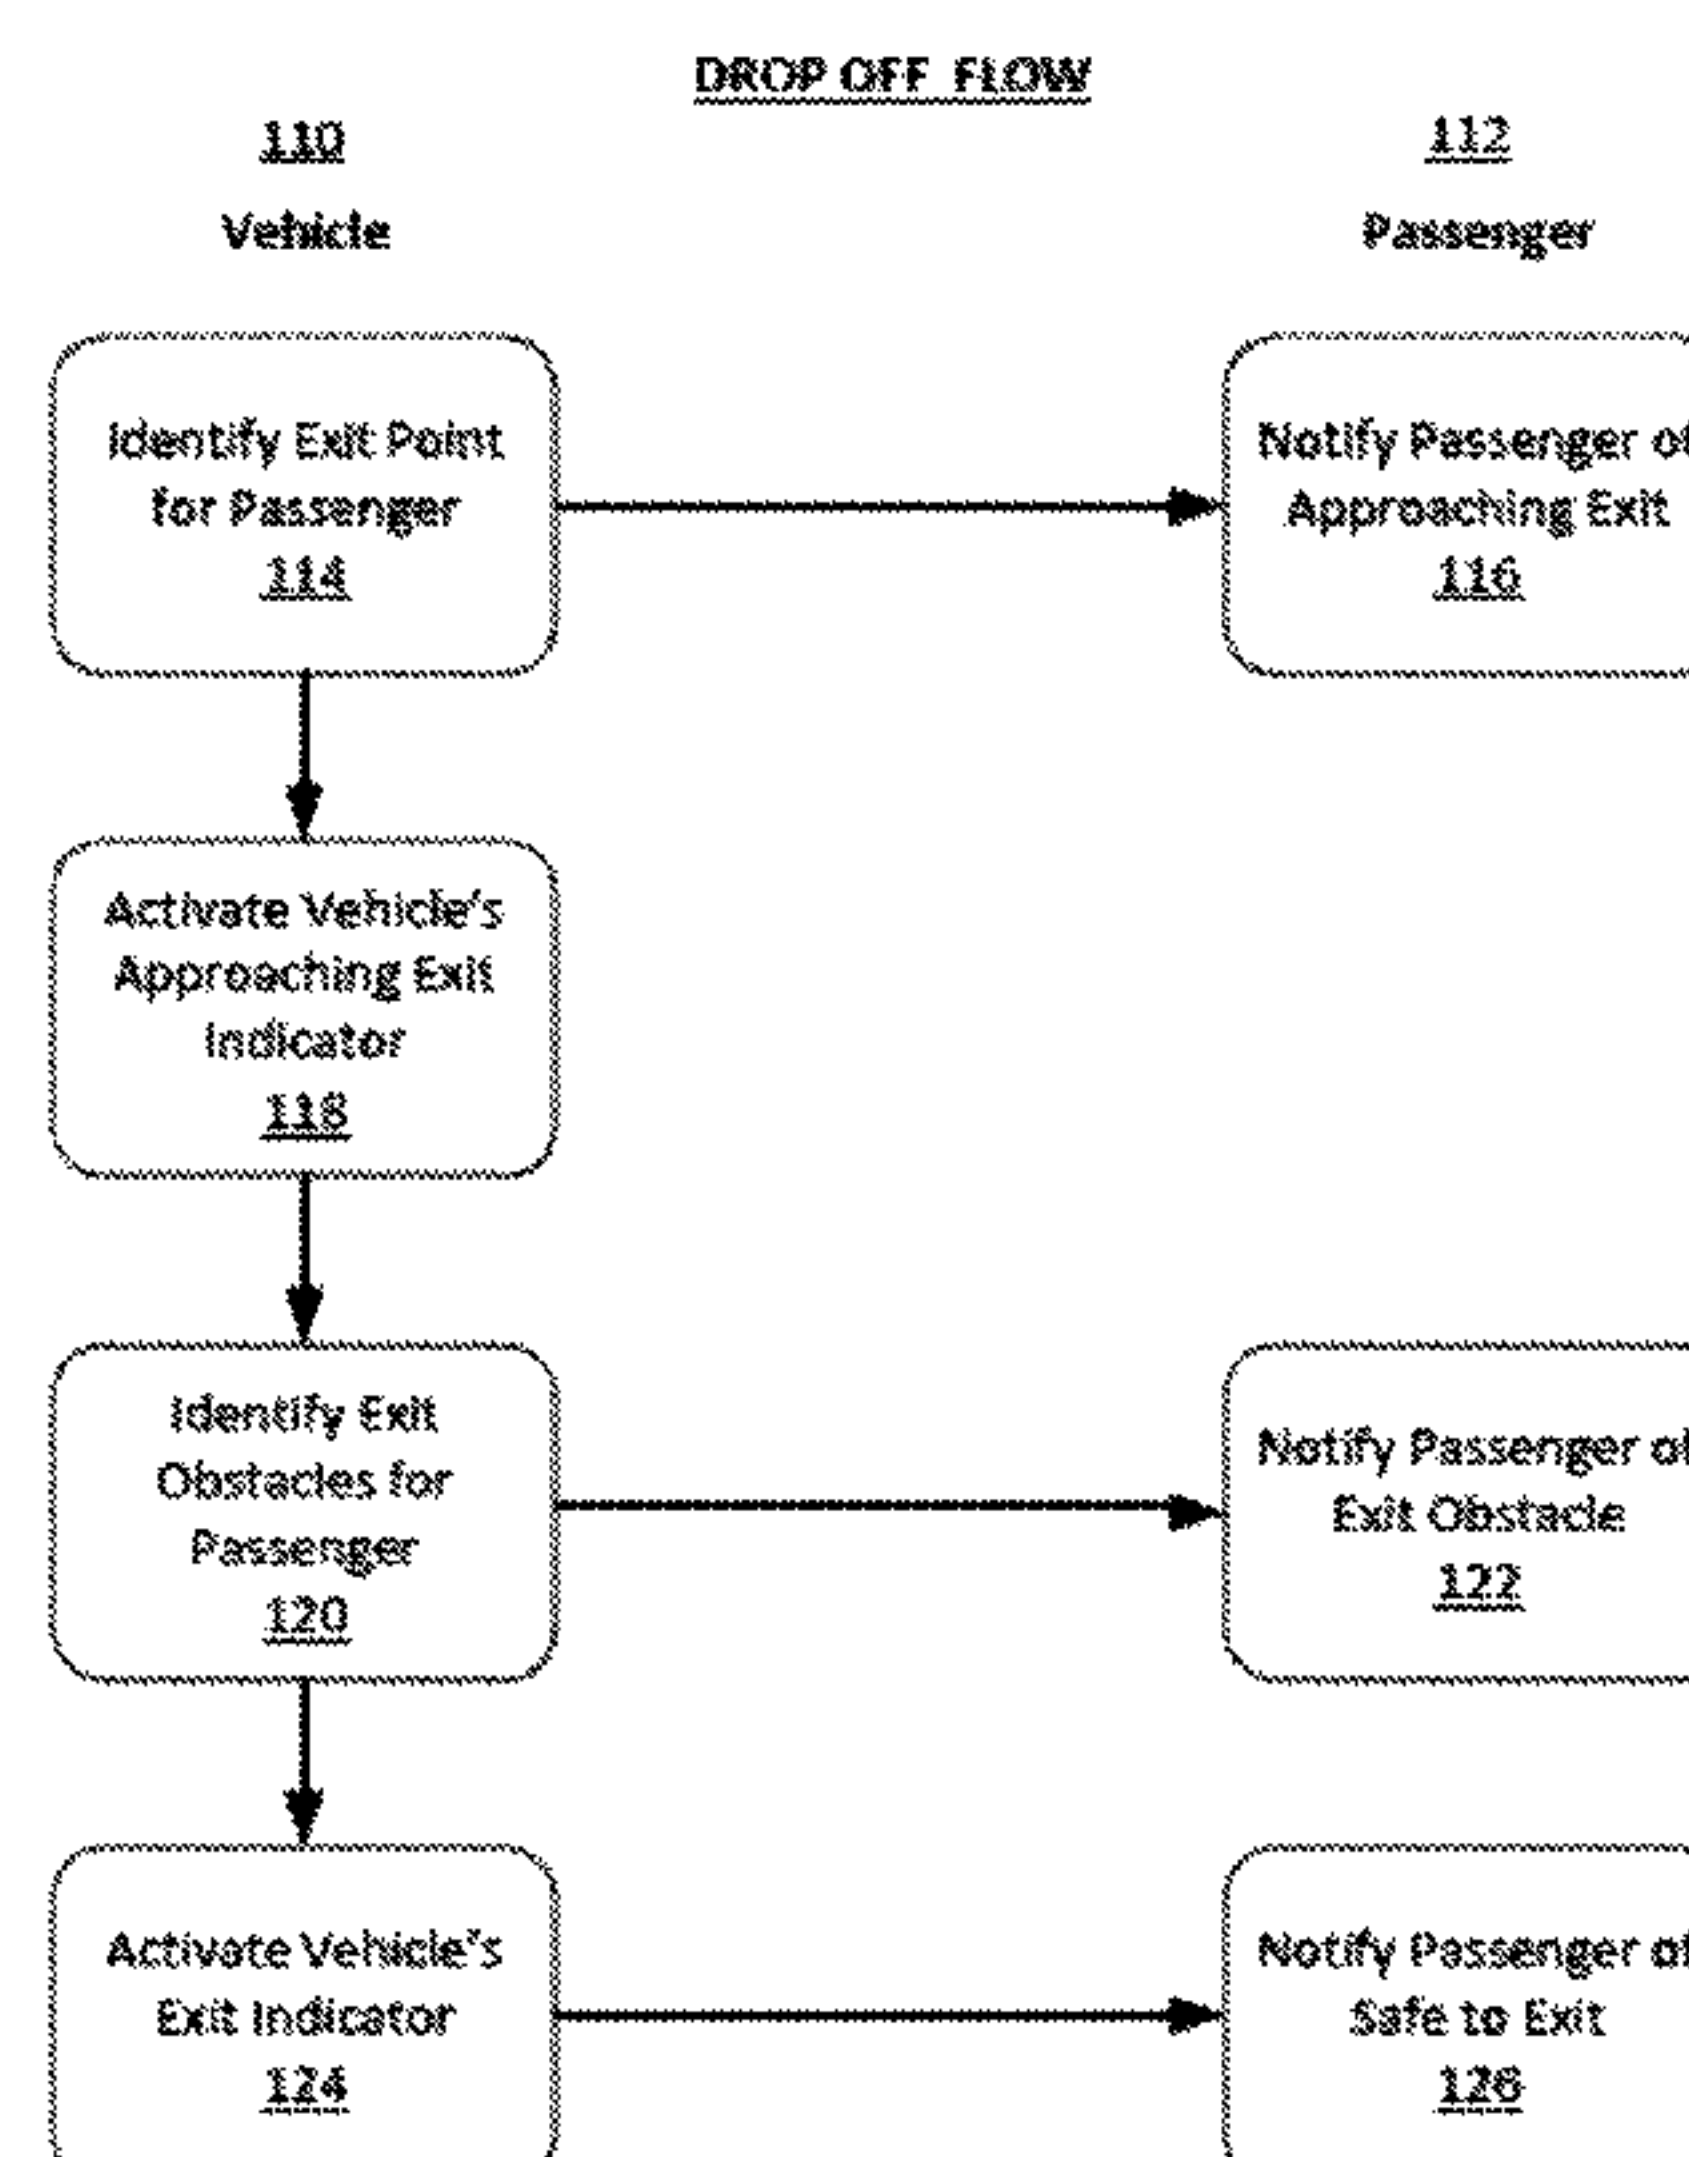 DROP OFF FLOW
110
112
Vehicle
Passenger
Identify Exit Point
for Passenger
114
Notify Passenger of
Approaching Exit
116
Activate Vehicle's
Approaching Exit
Indicator
118
Identify Exit
Obstacles for
Passenger
120
Notify Passenger of
Exit Obstacle
122
Activate Vehicle's
Exit Indicator
124
Notify Passenger of
Safe to Exit
126